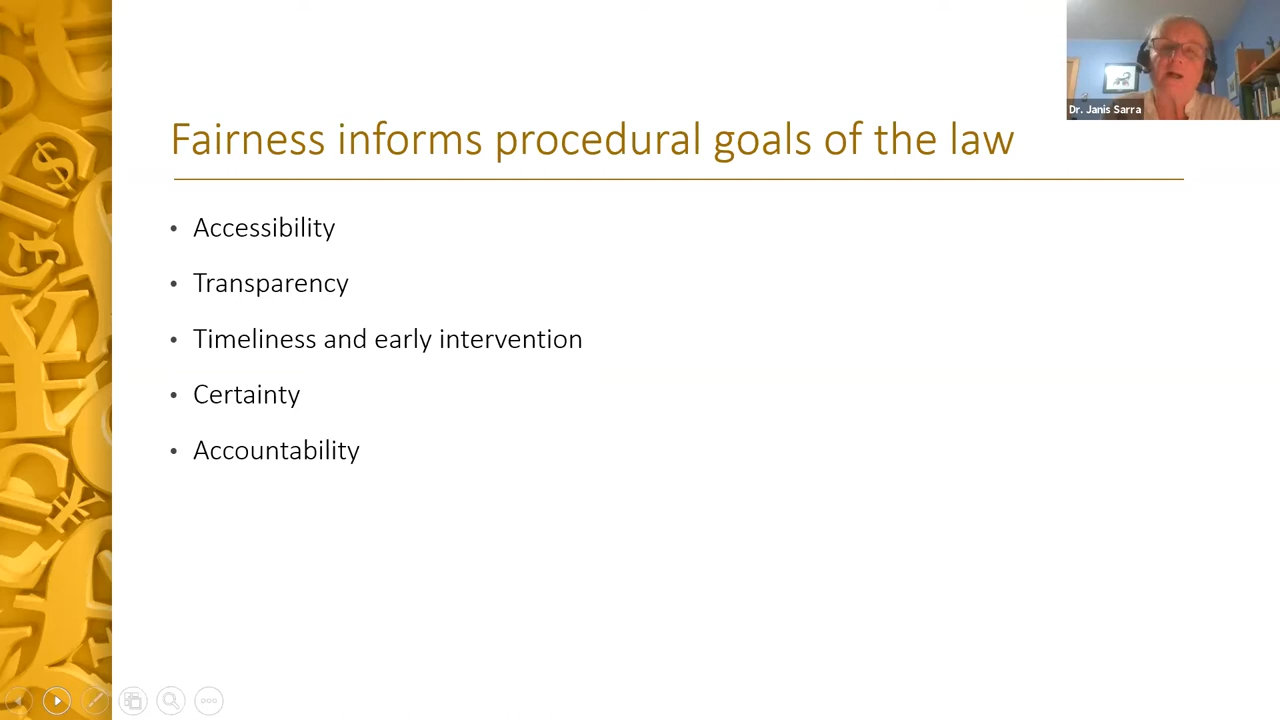 Dr. Janis Sarra
Fairness informs procedural goals of the law
• Accessibility
• Transparency
• Timeliness and early intervention
• Certainty
• Accountability